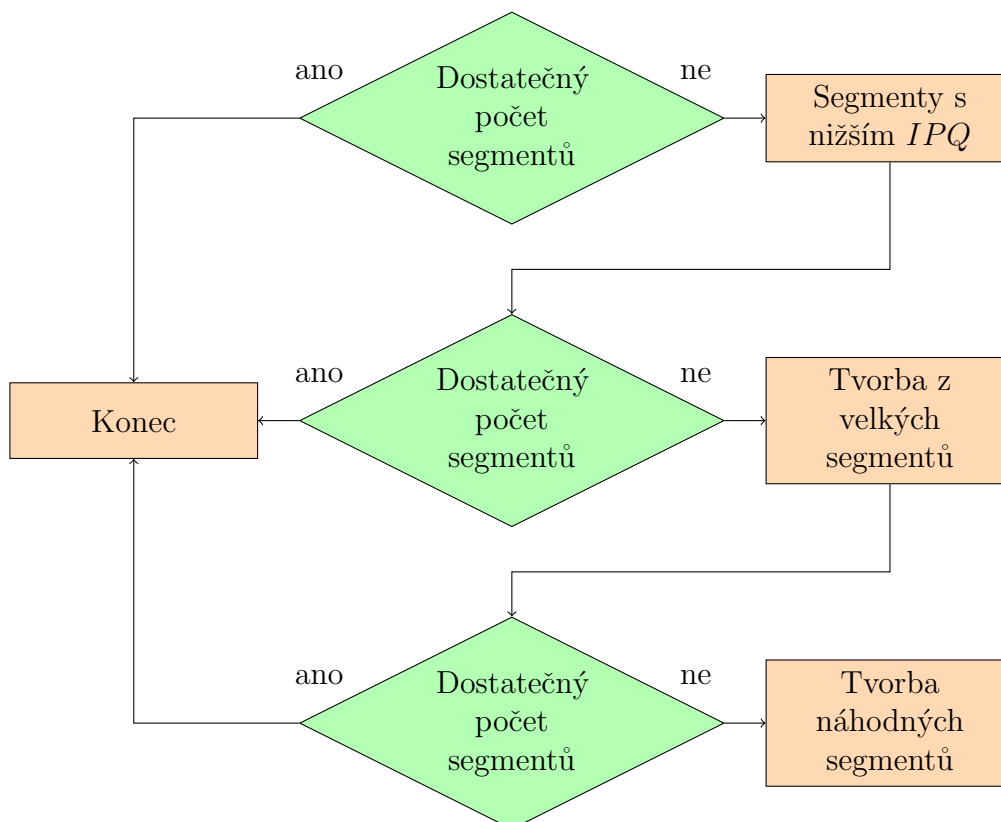 ano
Dostatečný
počet
segmentů
ne
Segmenty s
nižším IPQ
Konec
ano
Dostatečný
počet
segmentů
ne
Tvorba z
velkých
segmentů
ano
Dostatečný
počet
segmentů
ne
Tvorba
náhodných
segmentů